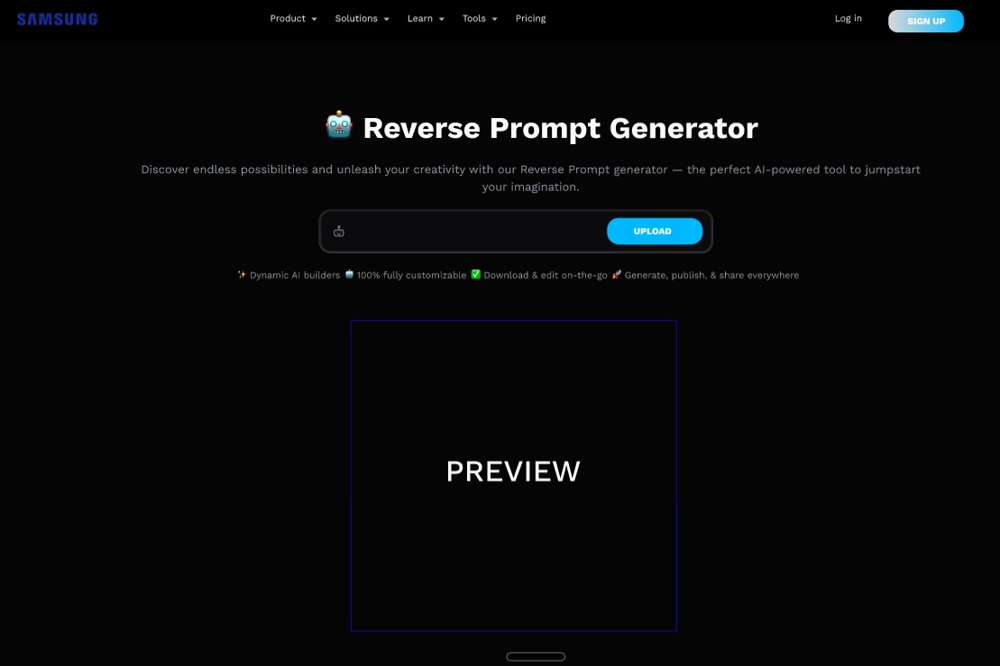 SAMSUNG
Product Solutions Learn Tools Pricing
Log in
SIGN UP
🤖 Reverse Prompt Generator
Discover endless possibilities and unleash your creativity with our Reverse Prompt generator — the perfect AI-powered tool to jumpstart
your imagination.
UPLOAD
✨ Dynamic AI builders 🤖 100% fully customizable ✅ Download & edit on-the-go 🚀 Generate, publish, & share everywhere
PREVIEW